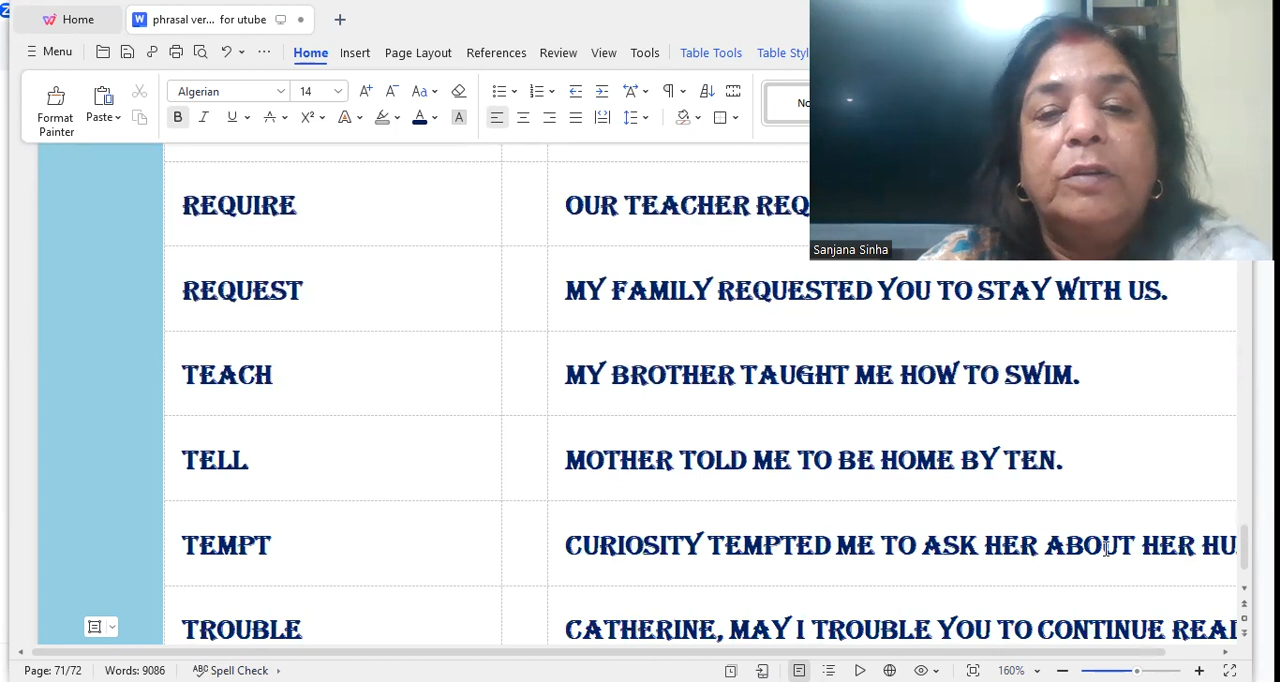 Home
phrasal ver... for utube
Menu
Home Insert Page Layout References Review View Tools Table Tools Table Styl
Format Painter
Paste
Algerian 14
Sanjana Sinha
REQUIRE OUR TEACHER REQ
REQUEST MY FAMILY REQUESTED YOU TO STAY WITH US.
TEACH MY BROTHER TAUGHT ME HOW TO SWIM.
TELL MOTHER TOLD ME TO BE HOME BY TEN.
TEMPT CURIOSITY TEMPTED ME TO ASK HER ABOUT HER HU
TROUBLE CATHERINE, MAY I TROUBLE YOU TO CONTINUE REA
Page: 71/72 Words: 9086 Spell Check 160%